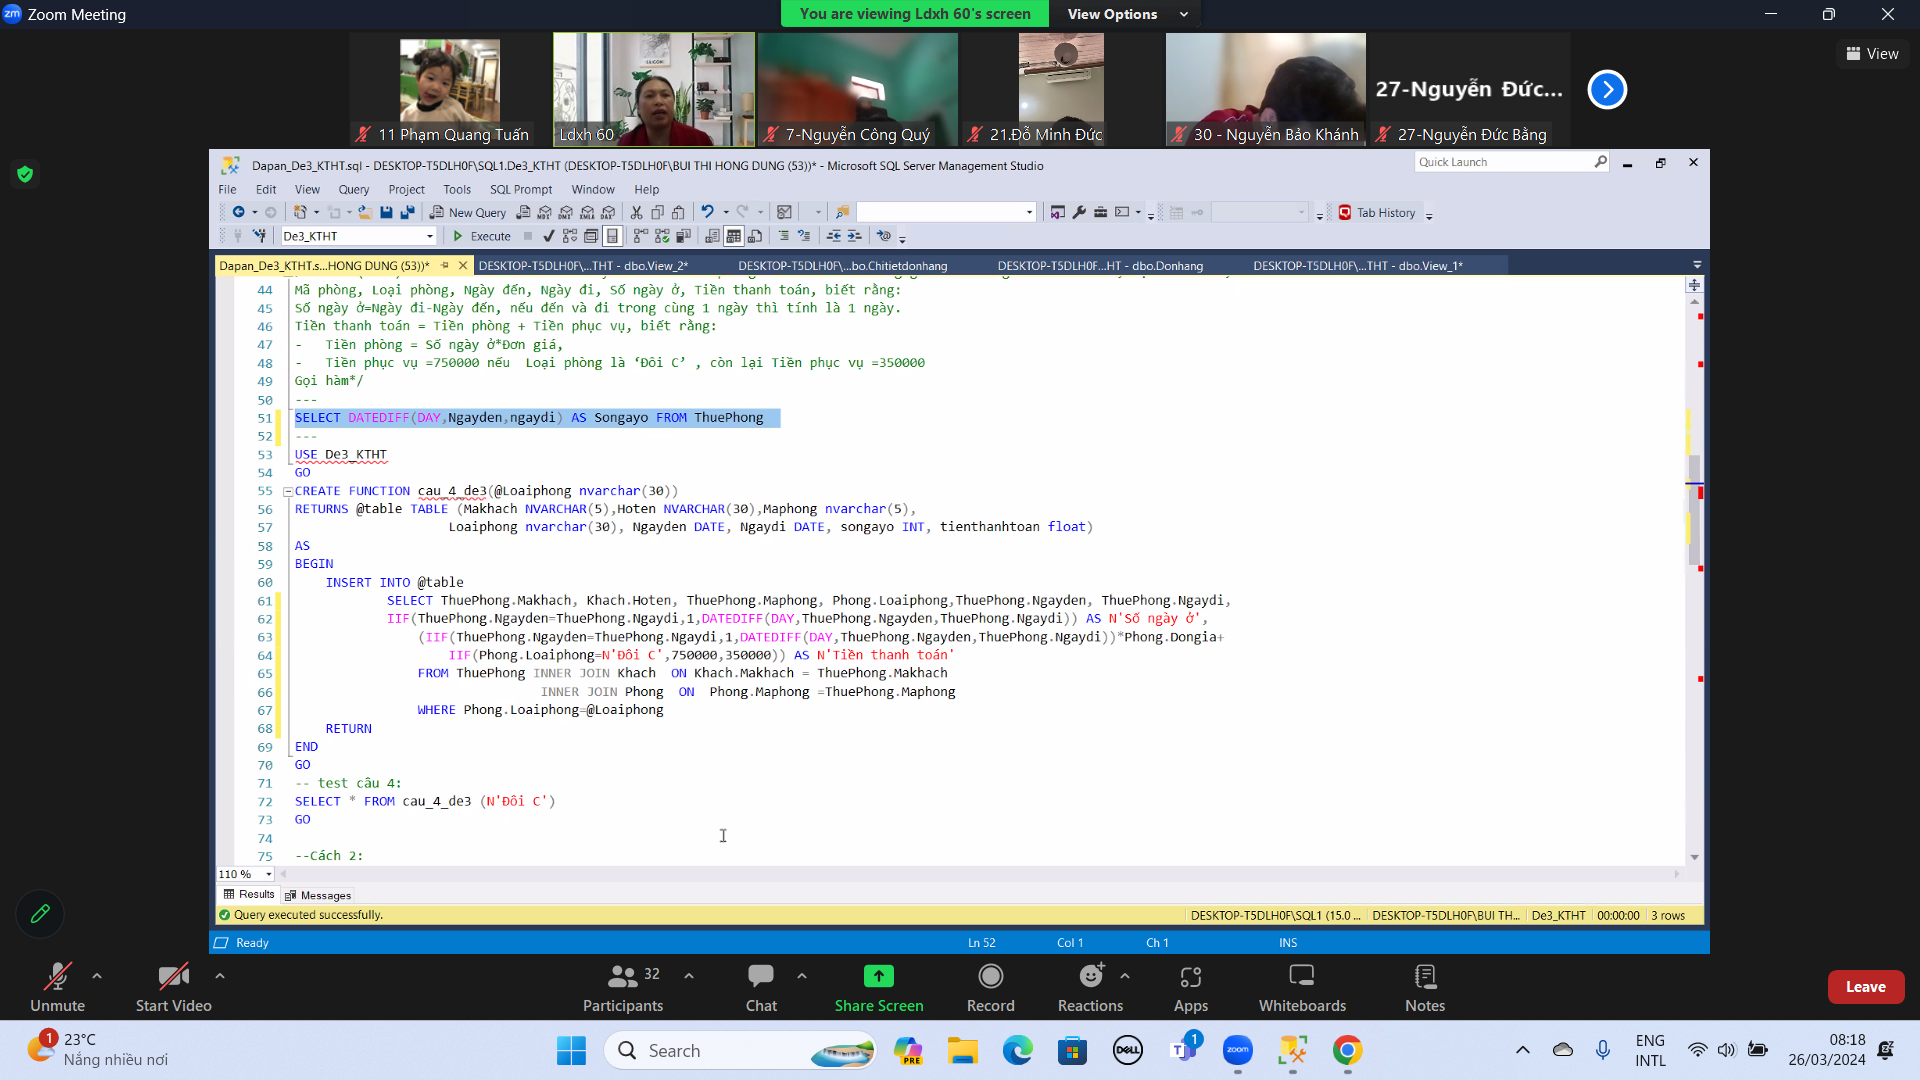 Zoom Meeting
You are viewing Ldxh 60's screen
View Options
View
11 Phạm Quang Tuấn
Ldxh 60
7-Nguyễn Công Quý
21.Đỗ Minh Đức
30 - Nguyễn Bảo Khánh
27-Nguyễn Đức...
27-Nguyễn Đức Bằng
Dapan_De3_KTHT.sql - DESKTOP-T5DLH0F\SQL1.De3_KTHT (DESKTOP-T5DLH0F\BUI THI HONG DUNG (53))* - Microsoft SQL Server Management Studio
Quick Launch
File Edit View Query Project Tools SQL Prompt Window Help
New Query
Tab History
De3_KTHT
Execute
Dapan_De3_KTHT.s...HONG DUNG (53))*
DESKTOP-T5DLH0F\...THT - dbo.View_2*
DESKTOP-T5DLH0F\...bo.Chitietdonhang
DESKTOP-T5DLH0F...HT - dbo.Donhang
DESKTOP-T5DLH0F\...THT - dbo.View_1*
44 Mã phòng, Loại phòng, Ngày đến, Ngày đi, Số ngày ở, Tiền thanh toán, biết rằng:
45 Số ngày ở=Ngày đi-Ngày đến, nếu đến và đi trong cùng 1 ngày thì tính là 1 ngày.
46 Tiền thanh toán = Tiền phòng + Tiền phục vụ, biết rằng:
47 - Tiền phòng = Số ngày ở*Đơn giá,
48 - Tiền phục vụ =750000 nếu Loại phòng là ‘Đôi C’ , còn lại Tiền phục vụ =350000
49 Gọi hàm*/
50 ---
51 SELECT DATEDIFF(DAY,Ngayden,ngaydi) AS Songayo FROM ThuePhong
52 ---
53 USE De3_KTHT
54 GO
55 CREATE FUNCTION cau_4_de3(@Loaiphong nvarchar(30))
56 RETURNS @table TABLE (Makhach NVARCHAR(5),Hoten NVARCHAR(30),Maphong nvarchar(5),
57 Loaiphong nvarchar(30), Ngayden DATE, Ngaydi DATE, songayo INT, tienthanhtoan float)
58 AS
59 BEGIN
60 INSERT INTO @table
61 SELECT ThuePhong.Makhach, Khach.Hoten, ThuePhong.Maphong, Phong.Loaiphong,ThuePhong.Ngayden, ThuePhong.Ngaydi,
62 IIF(ThuePhong.Ngayden=ThuePhong.Ngaydi,1,DATEDIFF(DAY,ThuePhong.Ngayden,ThuePhong.Ngaydi)) AS N'Số ngày ở',
63 (IIF(ThuePhong.Ngayden=ThuePhong.Ngaydi,1,DATEDIFF(DAY,ThuePhong.Ngayden,ThuePhong.Ngaydi))*Phong.Dongia+
64 IIF(Phong.Loaiphong=N'Đôi C',750000,350000)) AS N'Tiền thanh toán'
65 FROM ThuePhong INNER JOIN Khach ON Khach.Makhach = ThuePhong.Makhach
66 INNER JOIN Phong ON Phong.Maphong =ThuePhong.Maphong
67 WHERE Phong.Loaiphong=@Loaiphong
68 RETURN
69 END
70 GO
71 -- test câu 4:
72 SELECT * FROM cau_4_de3 (N'Đôi C')
73 GO
74
75 --Cách 2:
110 %
Results Messages
Query executed successfully.
DESKTOP-T5DLH0F\SQL1 (15.0 ... DESKTOP-T5DLH0F\BUI TH... De3_KTHT 00:00:00 3 rows
Ready Ln 52 Col 1 Ch 1 INS
Unmute
Start Video
32
Participants
Chat
Share Screen
Record
Reactions
Apps
Whiteboards
Notes
Leave
1
23°C
Nắng nhiều nơi
Search
PRE
DELL
1
zoom
ENG
INTL
08:18
26/03/2024